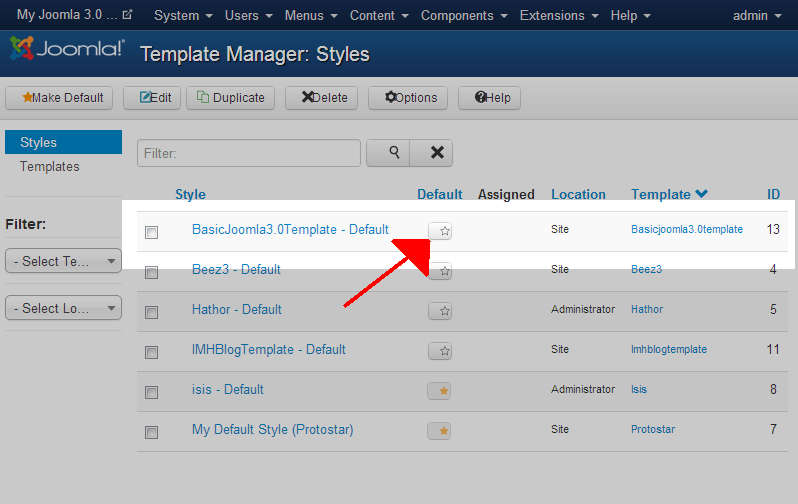 My Joomla 3.0 ... System Users Menus Content Components Extensions Help admin
Joomla!® Template Manager: Styles
Make Default Edit Duplicate Delete Options Help
Styles
Templates
Filter:
Style Default Assigned Location Template ID
Filter:
BasicJoomla3.0Template - Default Site Basicjoomla3.0template 13
- Select Te...
Beez3 - Default Site Beez3 4
- Select Lo...
Hathor - Default Administrator Hathor 5
IMHBlogTemplate - Default Site Imhblogtemplate 11
isis - Default Administrator Isis 8
My Default Style (Protostar) Site Protostar 7